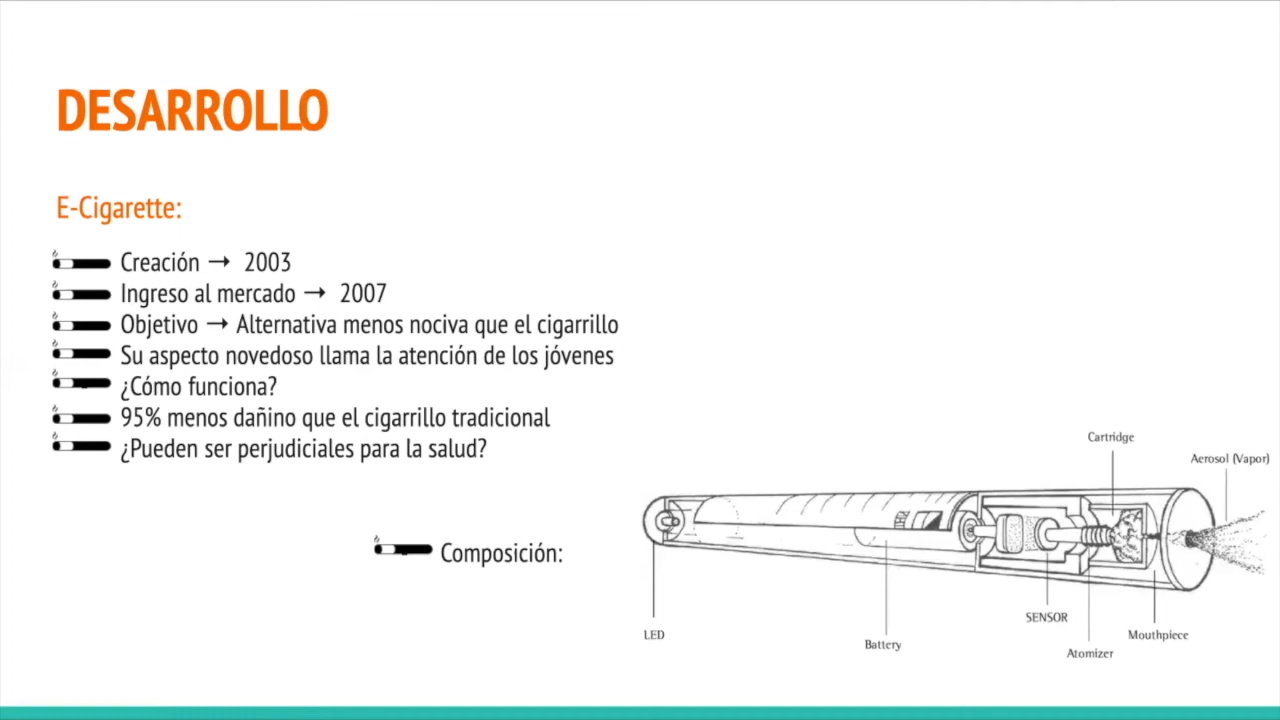 DESARROLLO
E-Cigarette:
Creación → 2003
Ingreso al mercado → 2007
Objetivo → Alternativa menos nociva que el cigarrillo
Su aspecto novedoso llama la atención de los jóvenes
¿Cómo funciona?
95% menos dañino que el cigarrillo tradicional
¿Pueden ser perjudiciales para la salud?
Composición:
Cartridge
Aerosol (Vapor)
LED
Battery
SENSOR
Atomizer
Mouthpiece